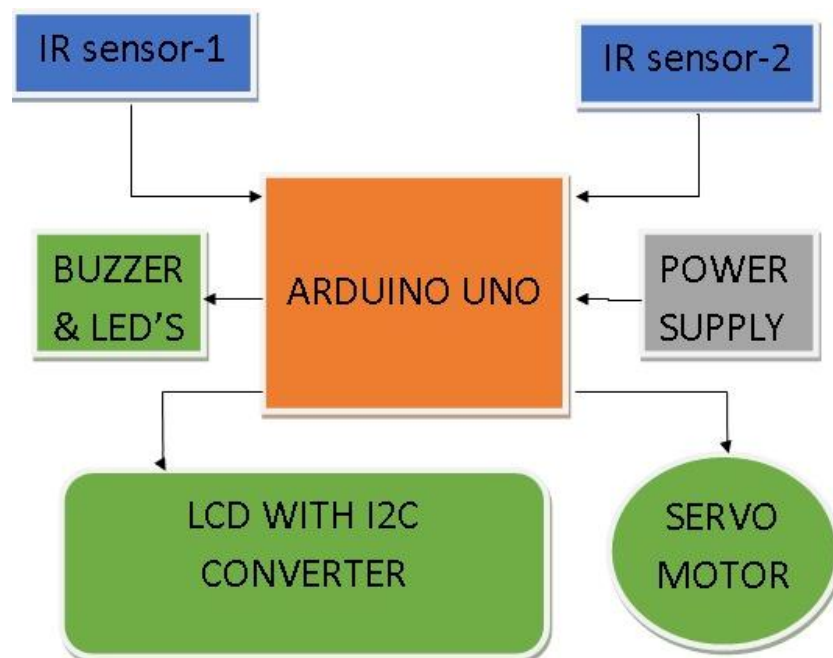 IR sensor-1
IR sensor-2
BUZZER
& LED’S
ARDUINO UNO
POWER
SUPPLY
LCD WITH I2C
CONVERTER
SERVO
MOTOR